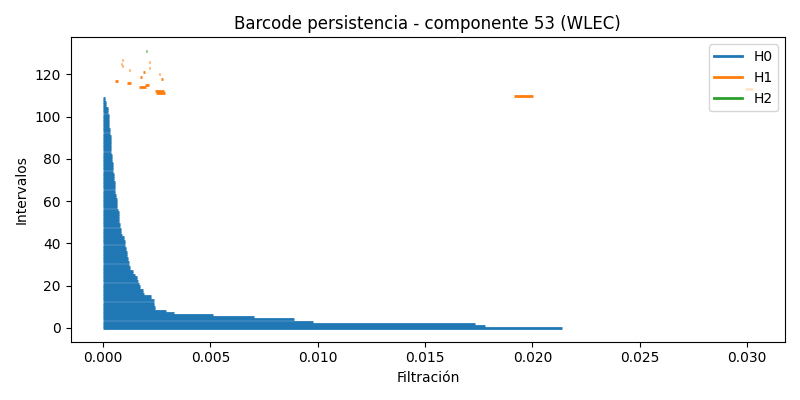 Barcode persistencia - componente 53 (WLEC)
H0
H1
H2
Intervalos
120
100
80
60
40
20
0
0.000
0.005
0.010
0.015
0.020
0.025
0.030
Filtración